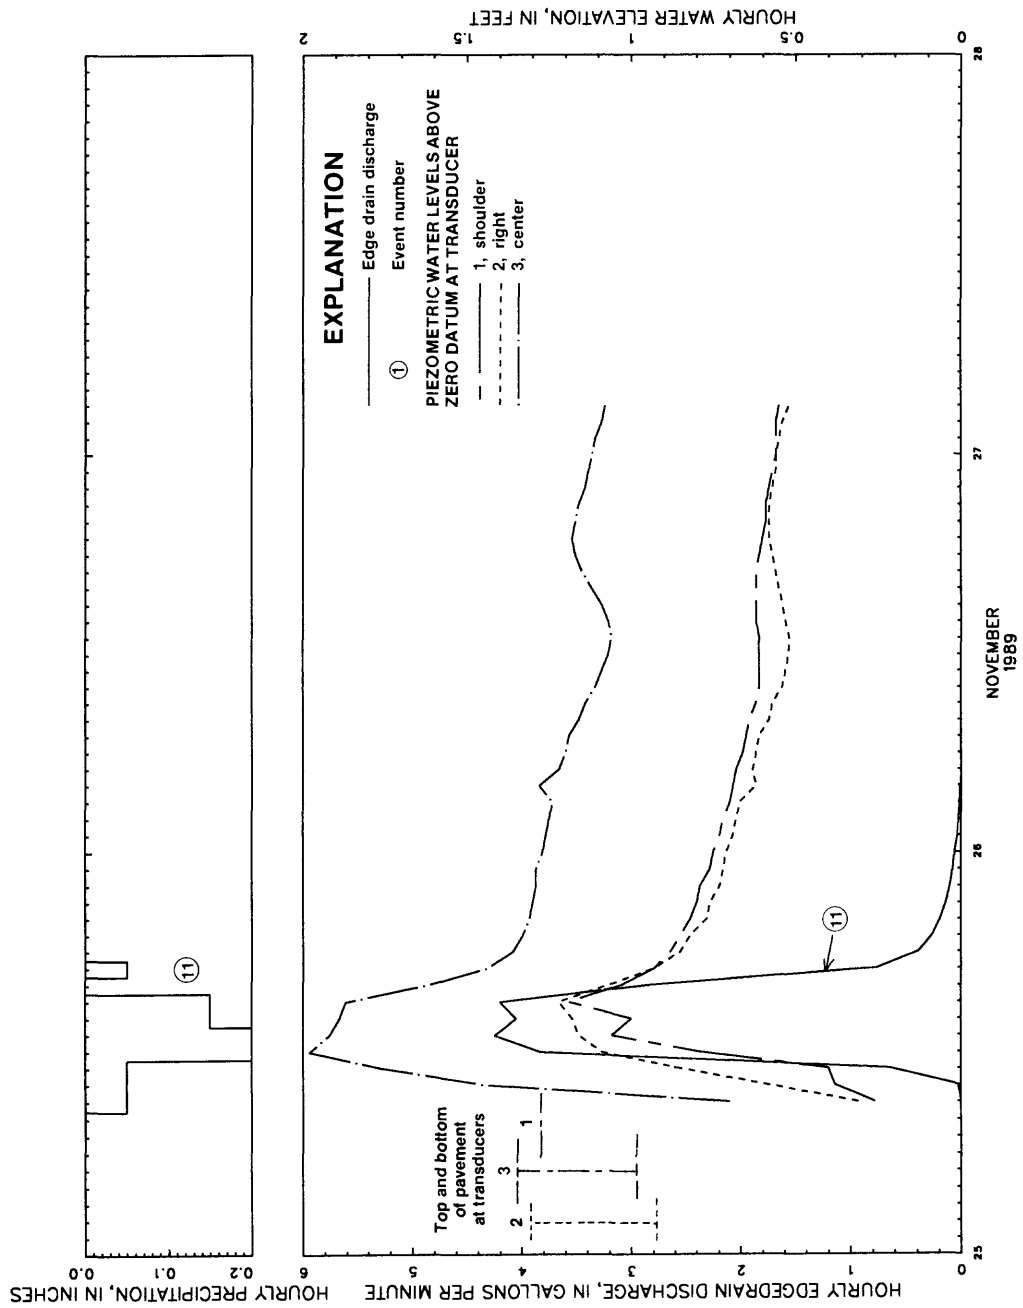 HOURLY PRECIPITATION, IN INCHES
0.0
0.1
0.2
11
HOURLY EDGEDRAIN DISCHARGE, IN GALLONS PER MINUTE
6
5
4
3
2
1
0
HOURLY WATER ELEVATION, IN FEET
2
1.5
1
0.5
0
EXPLANATION
Edge drain discharge
1 Event number
PIEZOMETRIC WATER LEVELS ABOVE
ZERO DATUM AT TRANSDUCER
1, shoulder
2, right
3, center
Top and bottom
of pavement
at transducers
2
3
1
11
25
26
27
28
NOVEMBER
1989